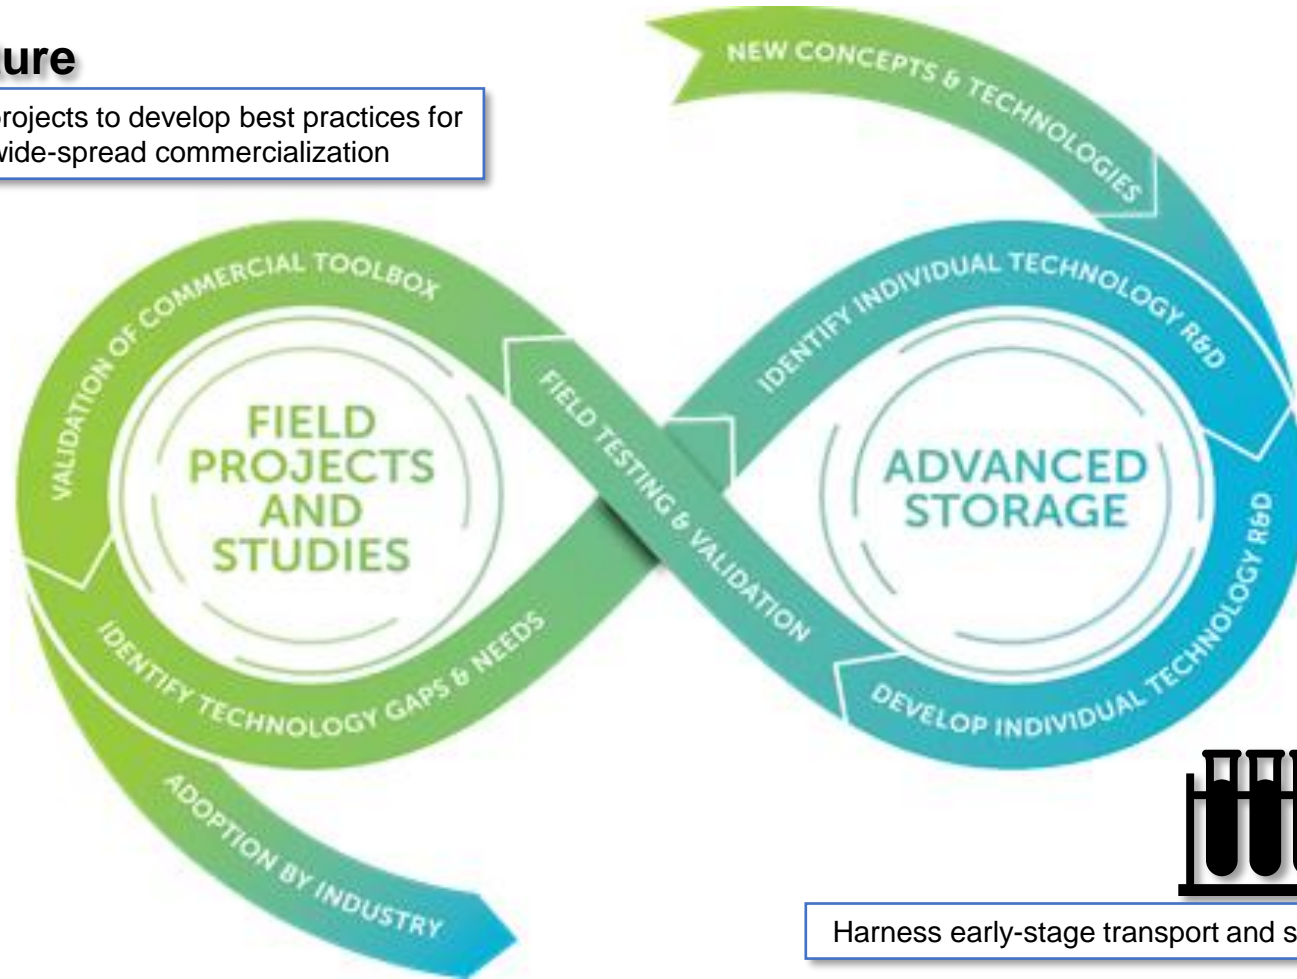 ture
projects to develop best practices for
wide-spread commercialization
NEW CONCEPTS & TECHNOLOGIES
VALIDATION OF COMMERCIAL TOOLBOX
IDENTIFY INDIVIDUAL TECHNOLOGY R&D
FIELD TESTING & VALIDATION
FIELD
PROJECTS
AND
STUDIES
ADVANCED
STORAGE
IDENTIFY TECHNOLOGY GAPS & NEEDS
DEVELOP INDIVIDUAL TECHNOLOGY R&D
ADOPTION BY INDUSTRY
Harness early-stage transport and s